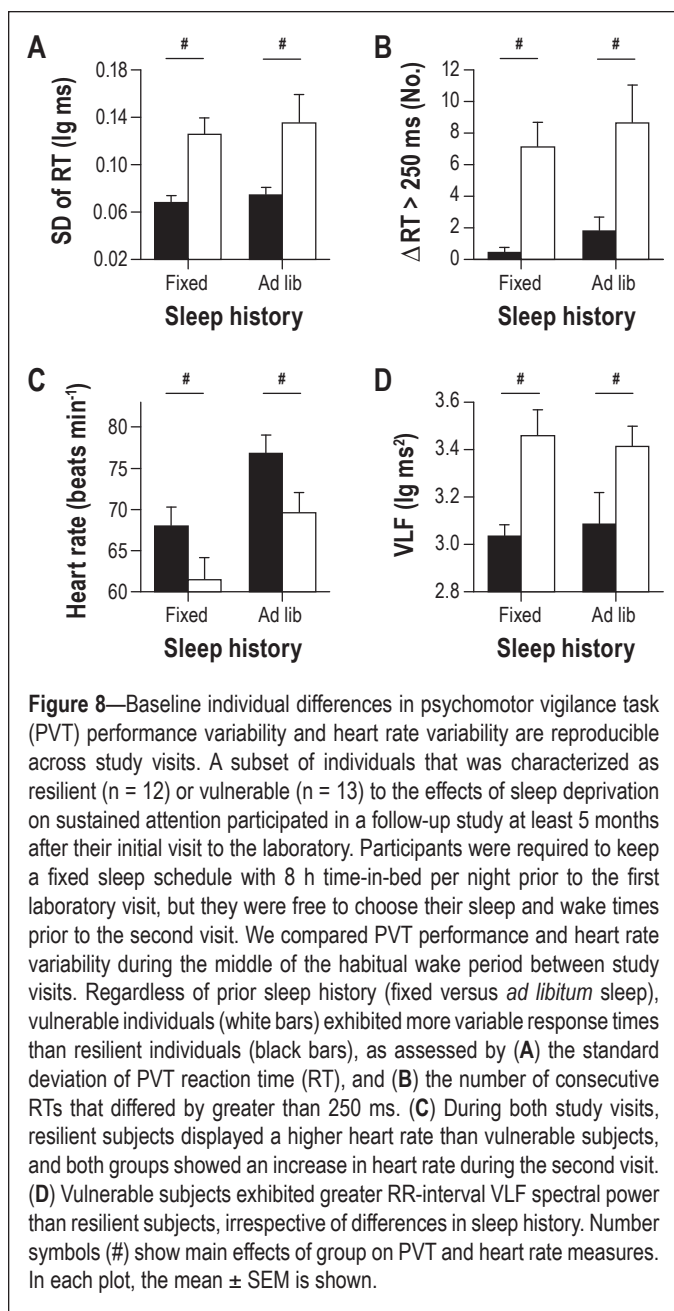 A
#
#
SD of RT (lg ms)
0.18
0.14
0.10
0.06
0.02
Fixed
Ad lib
Sleep history
B
#
#
ΔRT > 250 ms (No.)
12
10
8
6
4
2
0
Fixed
Ad lib
Sleep history
C
#
#
Heart rate (beats min⁻¹)
80
75
70
65
60
Fixed
Ad lib
Sleep history
D
#
#
VLF (lg ms²)
3.6
3.4
3.2
3.0
2.8
Fixed
Ad lib
Sleep history
Figure 8—Baseline individual differences in psychomotor vigilance task
(PVT) performance variability and heart rate variability are reproducible
across study visits. A subset of individuals that was characterized as
resilient (n = 12) or vulnerable (n = 13) to the effects of sleep deprivation
on sustained attention participated in a follow-up study at least 5 months
after their initial visit to the laboratory. Participants were required to keep
a fixed sleep schedule with 8 h time-in-bed per night prior to the first
laboratory visit, but they were free to choose their sleep and wake times
prior to the second visit. We compared PVT performance and heart rate
variability during the middle of the habitual wake period between study
visits. Regardless of prior sleep history (fixed versus ad libitum sleep),
vulnerable individuals (white bars) exhibited more variable response times
than resilient individuals (black bars), as assessed by (A) the standard
deviation of PVT reaction time (RT), and (B) the number of consecutive
RTs that differed by greater than 250 ms. (C) During both study visits,
resilient subjects displayed a higher heart rate than vulnerable subjects,
and both groups showed an increase in heart rate during the second visit.
(D) Vulnerable subjects exhibited greater RR-interval VLF spectral power
than resilient subjects, irrespective of differences in sleep history. Number
symbols (#) show main effects of group on PVT and heart rate measures.
In each plot, the mean ± SEM is shown.